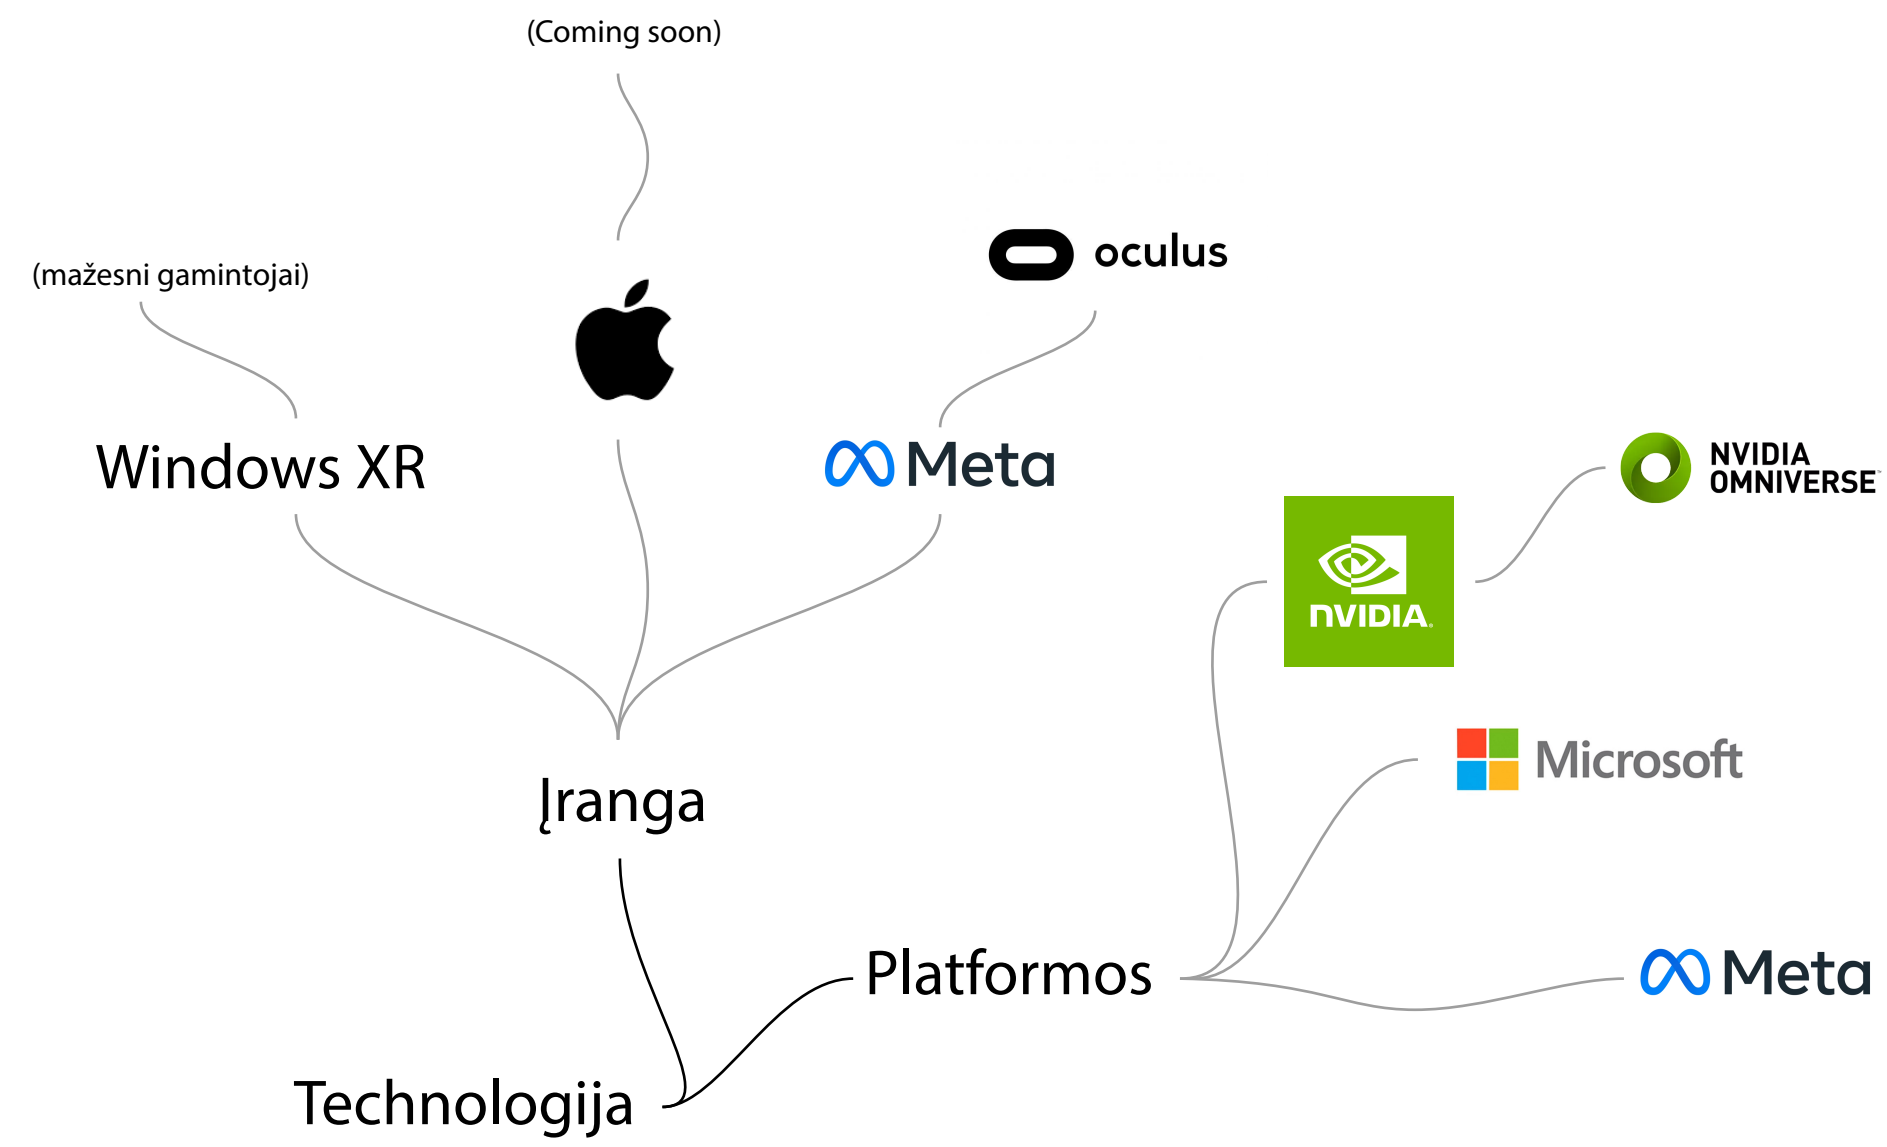 (Coming soon)
oculus
(mažesni gamintojai)
Windows XR
Meta
NVIDIA
OMNIVERSE
NVIDIA
Microsoft
Įranga
Platformos
Meta
Technologija